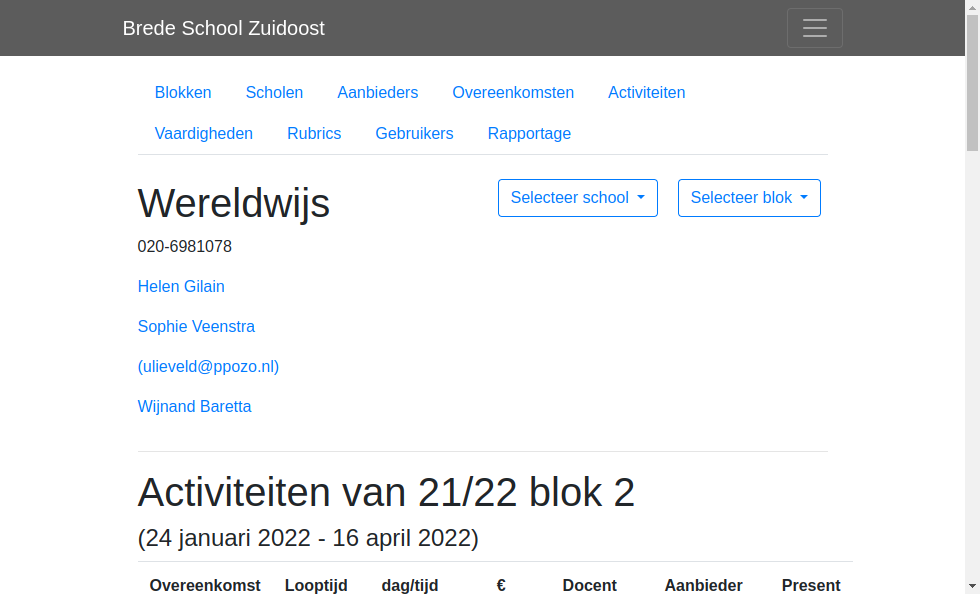 Brede School Zuidoost
Blokken Scholen Aanbieders Overeenkomsten Activiteiten
Vaardigheden Rubrics Gebruikers Rapportage
Wereldwijs Selecteer school Selecteer blok
020-6981078
Helen Gilain
Sophie Veenstra
(ulieveld@ppozo.nl)
Wijnand Baretta
Activiteiten van 21/22 blok 2
(24 januari 2022 - 16 april 2022)
Overeenkomst Looptijd dag/tijd € Docent Aanbieder Present